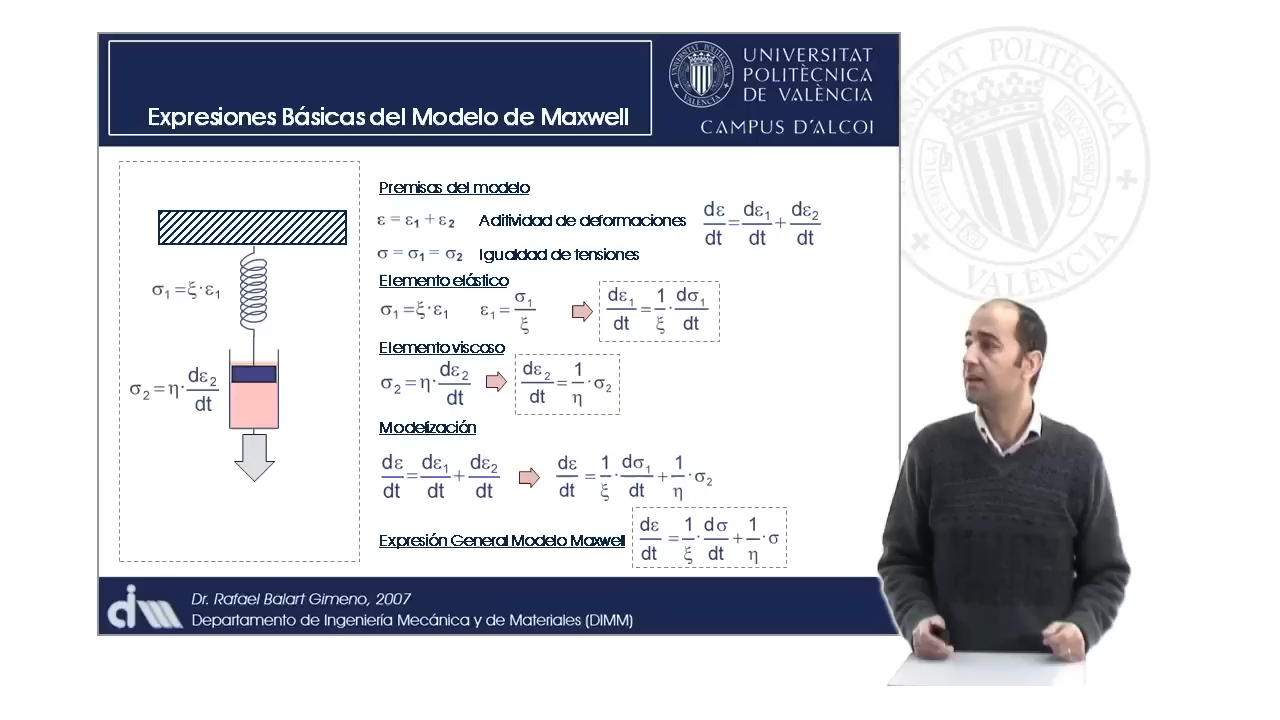 UNIVERSITAT
POLITÈCNICA
DE VALÈNCIA
CAMPUS D'ALCOI
Expresiones Básicas del Modelo de Maxwell
Premisas del modelo
ε = ε₁ + ε₂ Aditividad de deformaciones dε/dt = dε₁/dt + dε₂/dt
σ = σ₁ = σ₂ Igualdad de tensiones
Elemento elástico
σ₁ = ξ·ε₁
σ₁ = ξ·ε₁ ε₁ = σ₁/ξ dε₁/dt = 1/ξ · dσ₁/dt
Elemento viscoso
σ₂ = η· dε₂/dt
σ₂ = η· dε₂/dt dε₂/dt = 1/η · σ₂
Modelización
dε/dt = dε₁/dt + dε₂/dt dε/dt = 1/ξ · dσ₁/dt + 1/η · σ₂
Expresión General Modelo Maxwell dε/dt = 1/ξ · dσ/dt + 1/η · σ
dim
Dr. Rafael Balart Gimeno, 2007
Departamento de Ingeniería Mecánica y de Materiales (DIMM)
POLITÈCNICA
VALÈNCIA